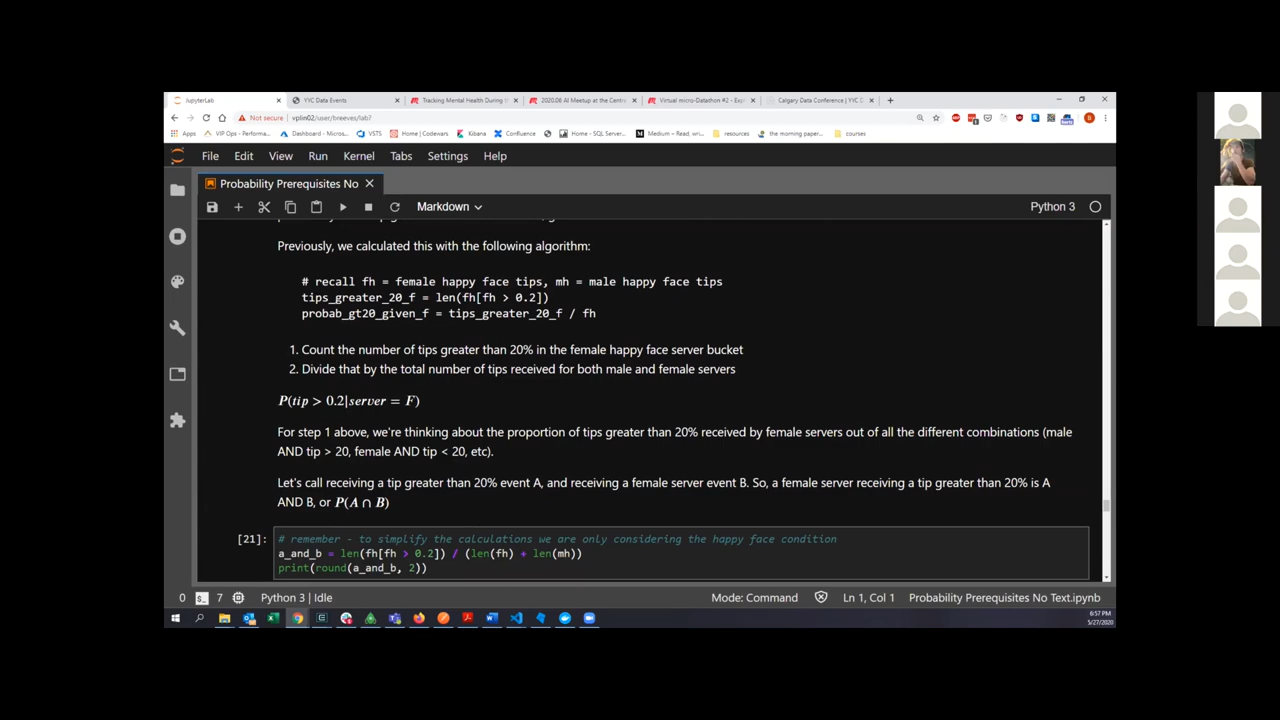 JupyterLab
YYC Data Events
Tracking Mental Health During th
2020.06 AI Meetup at the Centre
Virtual micro-Datathon #2 - Exp
Calgary Data Conference | YYC D
Not secure | vplin02/user/breeves/lab?
Apps
VIP Ops - Performa...
Dashboard - Micros...
VSTS
Home | Codewars
Kibana
Confluence
Home - SQL Server...
Medium – Read, wri...
resources
the morning paper...
courses
File Edit View Run Kernel Tabs Settings Help
Probability Prerequisites No
Markdown
Python 3
Previously, we calculated this with the following algorithm:
# recall fh = female happy face tips, mh = male happy face tips
tips_greater_20_f = len(fh[fh > 0.2])
probab_gt20_given_f = tips_greater_20_f / fh
1. Count the number of tips greater than 20% in the female happy face server bucket
2. Divide that by the total number of tips received for both male and female servers
P(tip > 0.2|server = F)
For step 1 above, we're thinking about the proportion of tips greater than 20% received by female servers out of all the different combinations (male
AND tip > 20, female AND tip < 20, etc).
Let's call receiving a tip greater than 20% event A, and receiving a female server event B. So, a female server receiving a tip greater than 20% is A
AND B, or P(A ∩ B)
[21]:
# remember - to simplify the calculations we are only considering the happy face condition
a_and_b = len(fh[fh > 0.2]) / (len(fh) + len(mh))
print(round(a_and_b, 2))
0 7 Python 3 | Idle
Mode: Command
Ln 1, Col 1
Probability Prerequisites No Text.ipynb
6:57 PM
5/27/2020